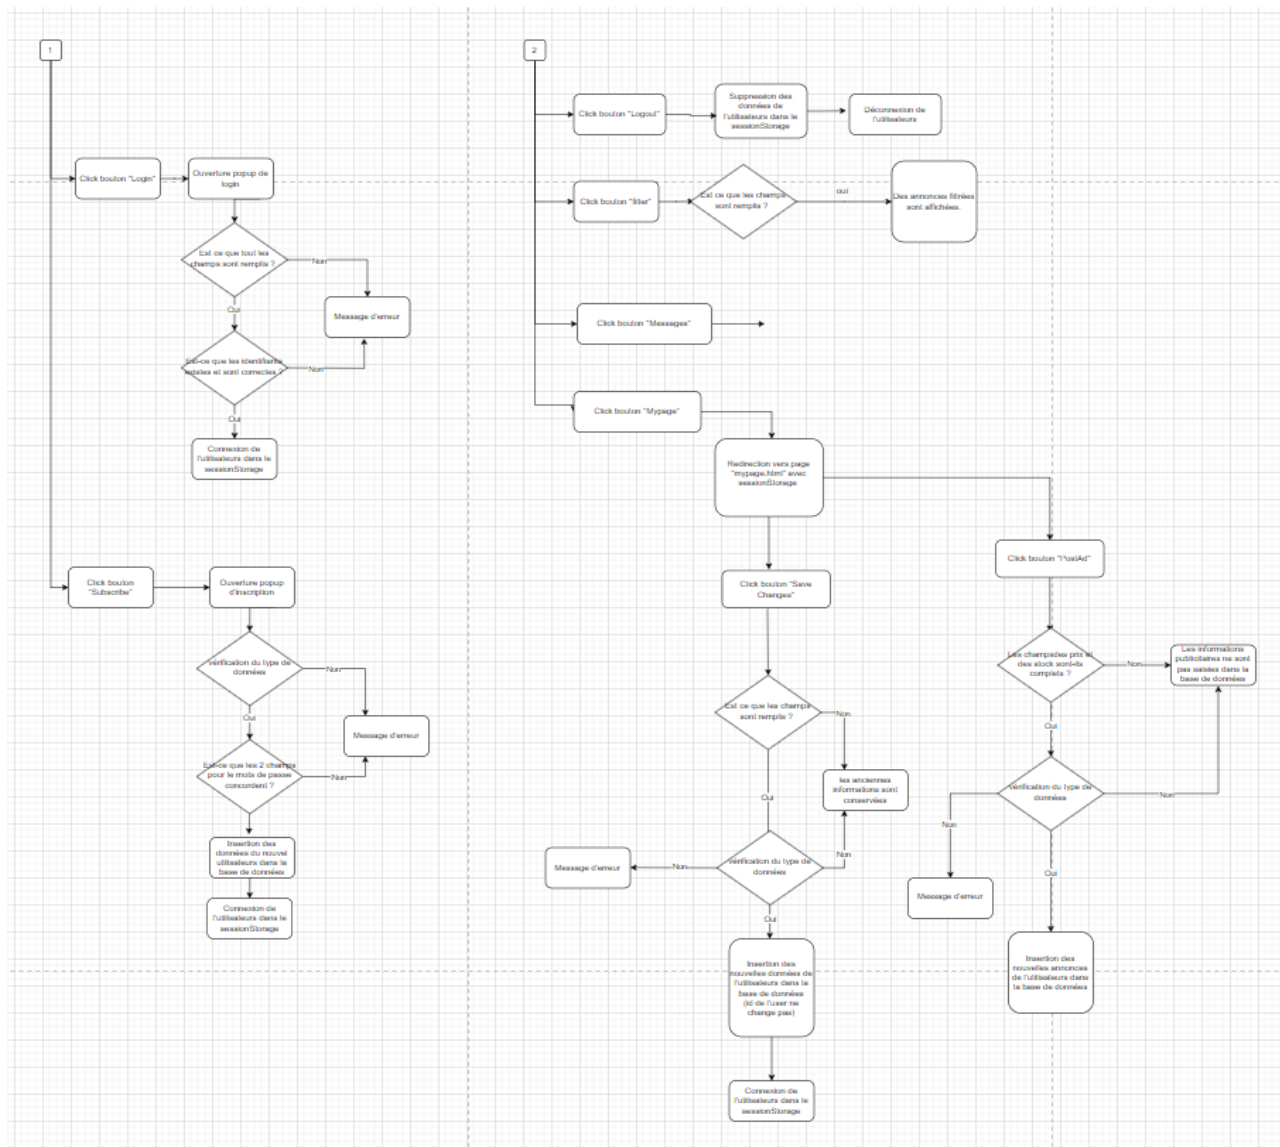 1
Click bouton "Login"
Ouverture popup de
login
Est ce que tout les
champs sont remplis ?
Non
Message d'erreur
Oui
Est-ce que les identifiants
existes et sont correctes ?
Non
Oui
Connexion de
l'utilisateurs dans le
sessionStorage
Click bouton
"Subscribe"
Ouverture popup
d'inscription
vérification du type de
données
Non
Message d'erreur
Oui
Est-ce que les 2 champs
pour le mots de passe
concordent ?
Non
Insertion des
données du nouvel
utilisateurs dans la
base de données
Connexion de
l'utilisateurs dans le
sessionStorage
2
Click bouton "Logout"
Suppression des
données de
l'utilisateurs dans le
sessionStorage
Déconnexion de
l'utilisateurs
Click bouton "filter"
Est ce que les champs
sont remplis ?
oui
Des annonces filtrées
sont affichées.
Click bouton "Messages"
Click bouton "Mypage"
Redirection vers page
"mypage.html" avec
sessionStorage
Click bouton "Save
Changes"
Est ce que les champs
sont remplis ?
Non
les anciennes
informations sont
conservées
Oui
vérification du type de
données
Non
Non
Message d'erreur
Oui
Insertion des
nouvelles données de
l'utilisateurs dans la
base de données
(id de l'user ne
change pas)
Connexion de
l'utilisateurs dans le
sessionStorage
Click bouton "PostAd"
Les champsdes prix et
des stock sont-ils
complets ?
Non
Les informations
publicitaires ne sont
pas saisies dans la
base de données
Oui
vérification du type de
données
Non
Non
Message d'erreur
Oui
Insertion des
nouvelles annonces
de l'utilisateurs dans
la base de données